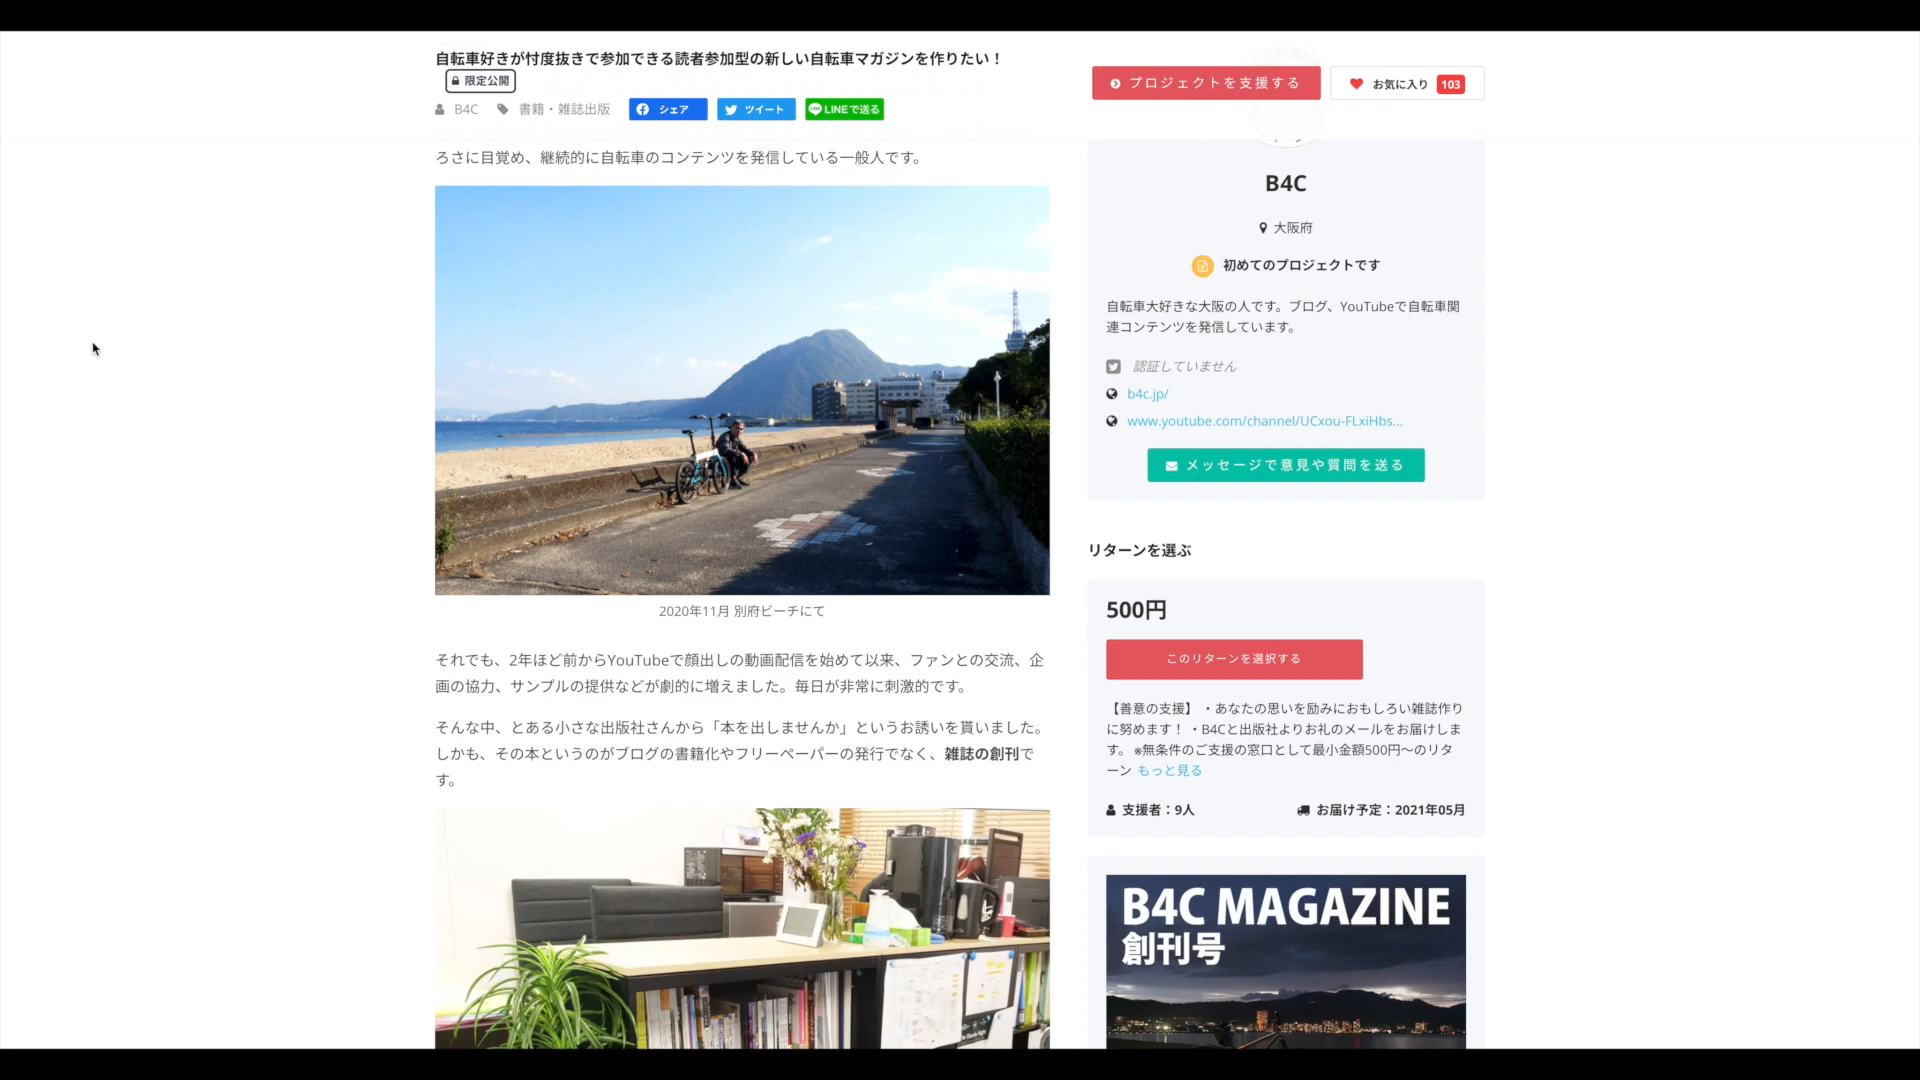 自転車好きが忖度抜きで参加できる読者参加型の新しい自転車マガジンを作りたい！
限定公開
B4C
書籍・雑誌出版
シェア
ツイート
LINEで送る
プロジェクトを支援する
お気に入り 103
ろさに目覚め、継続的に自転車のコンテンツを発信している一般人です。
2020年11月 別府ビーチにて
それでも、2年ほど前からYouTubeで顔出しの動画配信を始めて以来、ファンとの交流、企
画の協力、サンプルの提供などが劇的に増えました。毎日が非常に刺激的です。
そんな中、とある小さな出版社さんから「本を出しませんか」というお誘いを貰いました。
しかも、その本というのがブログの書籍化やフリーペーパーの発行でなく、雑誌の創刊で
す。
B4C
大阪府
初めてのプロジェクトです
自転車大好きな大阪の人です。ブログ、YouTubeで自転車関
連コンテンツを発信しています。
認証していません
b4c.jp/
www.youtube.com/channel/UCxou-FLxiHbs...
メッセージで意見や質問を送る
リターンを選ぶ
500円
このリターンを選択する
【善意の支援】 ・あなたの思いを励みにおもしろい雑誌作り
に努めます！ ・B4Cと出版社よりお礼のメールをお届けしま
す。 ※無条件のご支援の窓口として最小金額500円〜のリタ
ーン もっと見る
支援者：9人
お届け予定：2021年05月
B4C MAGAZINE
創刊号